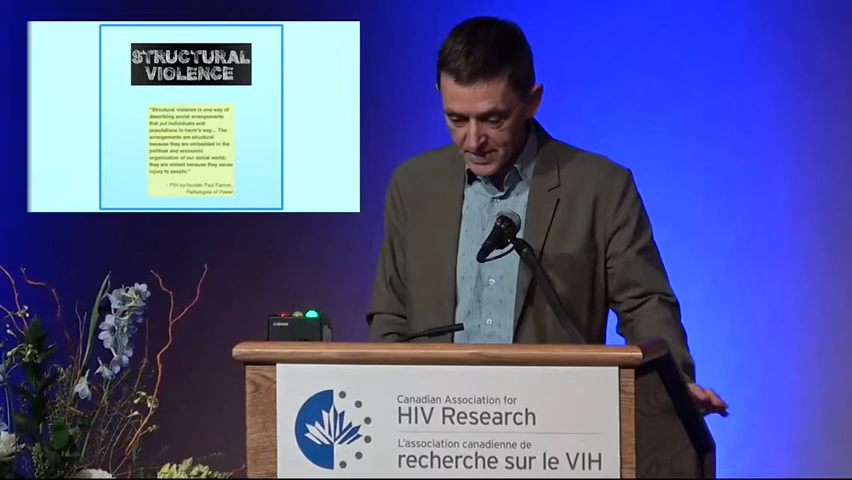 STRUCTURAL
VIOLENCE
"Structural violence is one way of
describing social arrangements
that put individuals and
populations in harm's way... The
arrangements are structural
because they are embedded in the
political and economic
organization of our social world;
they are violent because they cause
injury to people."
- PIH co-founder Paul Farmer,
Pathologies of Power
Canadian Association for
HIV Research
L'Association canadienne de
recherche sur le VIH